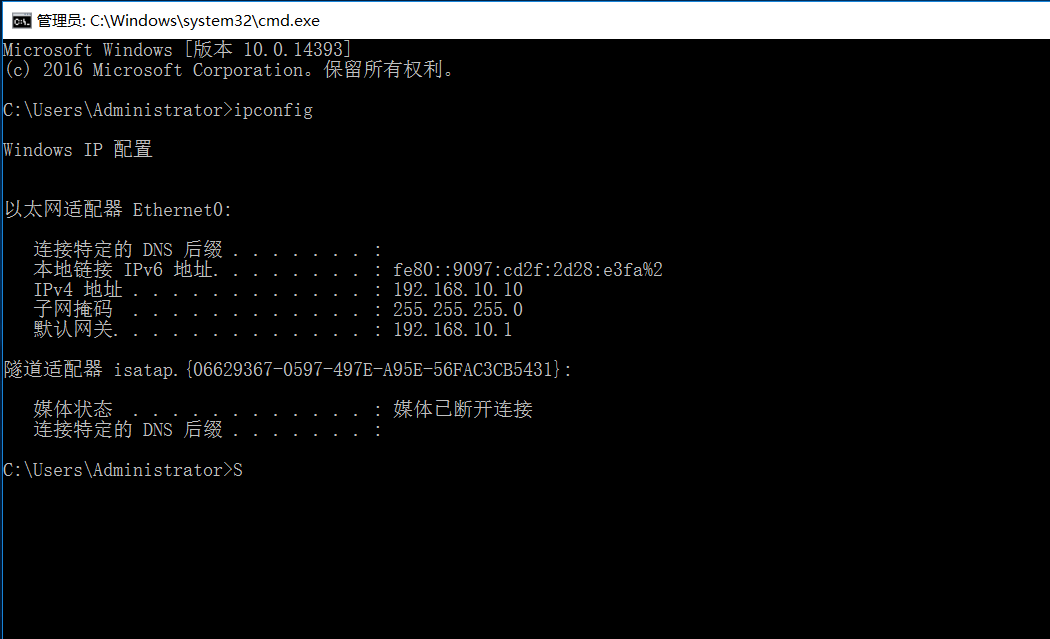 管理员: C:\Windows\system32\cmd.exe
Microsoft Windows [版本 10.0.14393]
(c) 2016 Microsoft Corporation。保留所有权利。
C:\Users\Administrator>ipconfig
Windows IP 配置
以太网适配器 Ethernet0:
连接特定的 DNS 后缀 . . . . . . . :
本地链接 IPv6 地址. . . . . . . . : fe80::9097:cd2f:2d28:e3fa%2
IPv4 地址 . . . . . . . . . . . . : 192.168.10.10
子网掩码  . . . . . . . . . . . . : 255.255.255.0
默认网关. . . . . . . . . . . . . : 192.168.10.1
隧道适配器 isatap.{06629367-0597-497E-A95E-56FAC3CB5431}:
媒体状态  . . . . . . . . . . . . : 媒体已断开连接
连接特定的 DNS 后缀 . . . . . . . :
C:\Users\Administrator>S